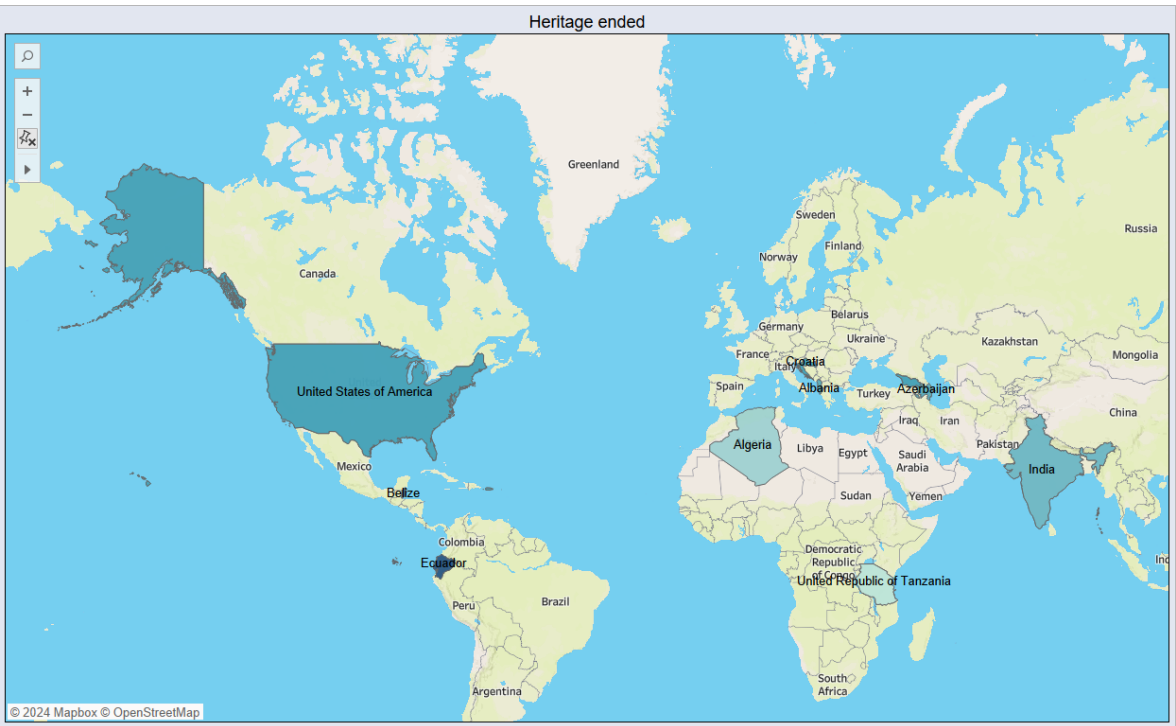 Heritage ended
Greenland
Sweden
Russia
Finland
Norway
Canada
Belarus
Germany
Ukraine
Kazakhstan
France
Croatia
Mongolia
Italy
United States of America
Spain
Albania
Turkey
Azerbaijan
China
Iraq
Iran
Algeria
Libya
Egypt
Pakistan
Saudi
Arabia
Mexico
India
Belize
Sudan
Yemen
Colombia
Democratic
Republic
of Congo
Ecuador
United Republic of Tanzania
Peru
Brazil
South
Africa
Argentina
© 2024 Mapbox © OpenStreetMap